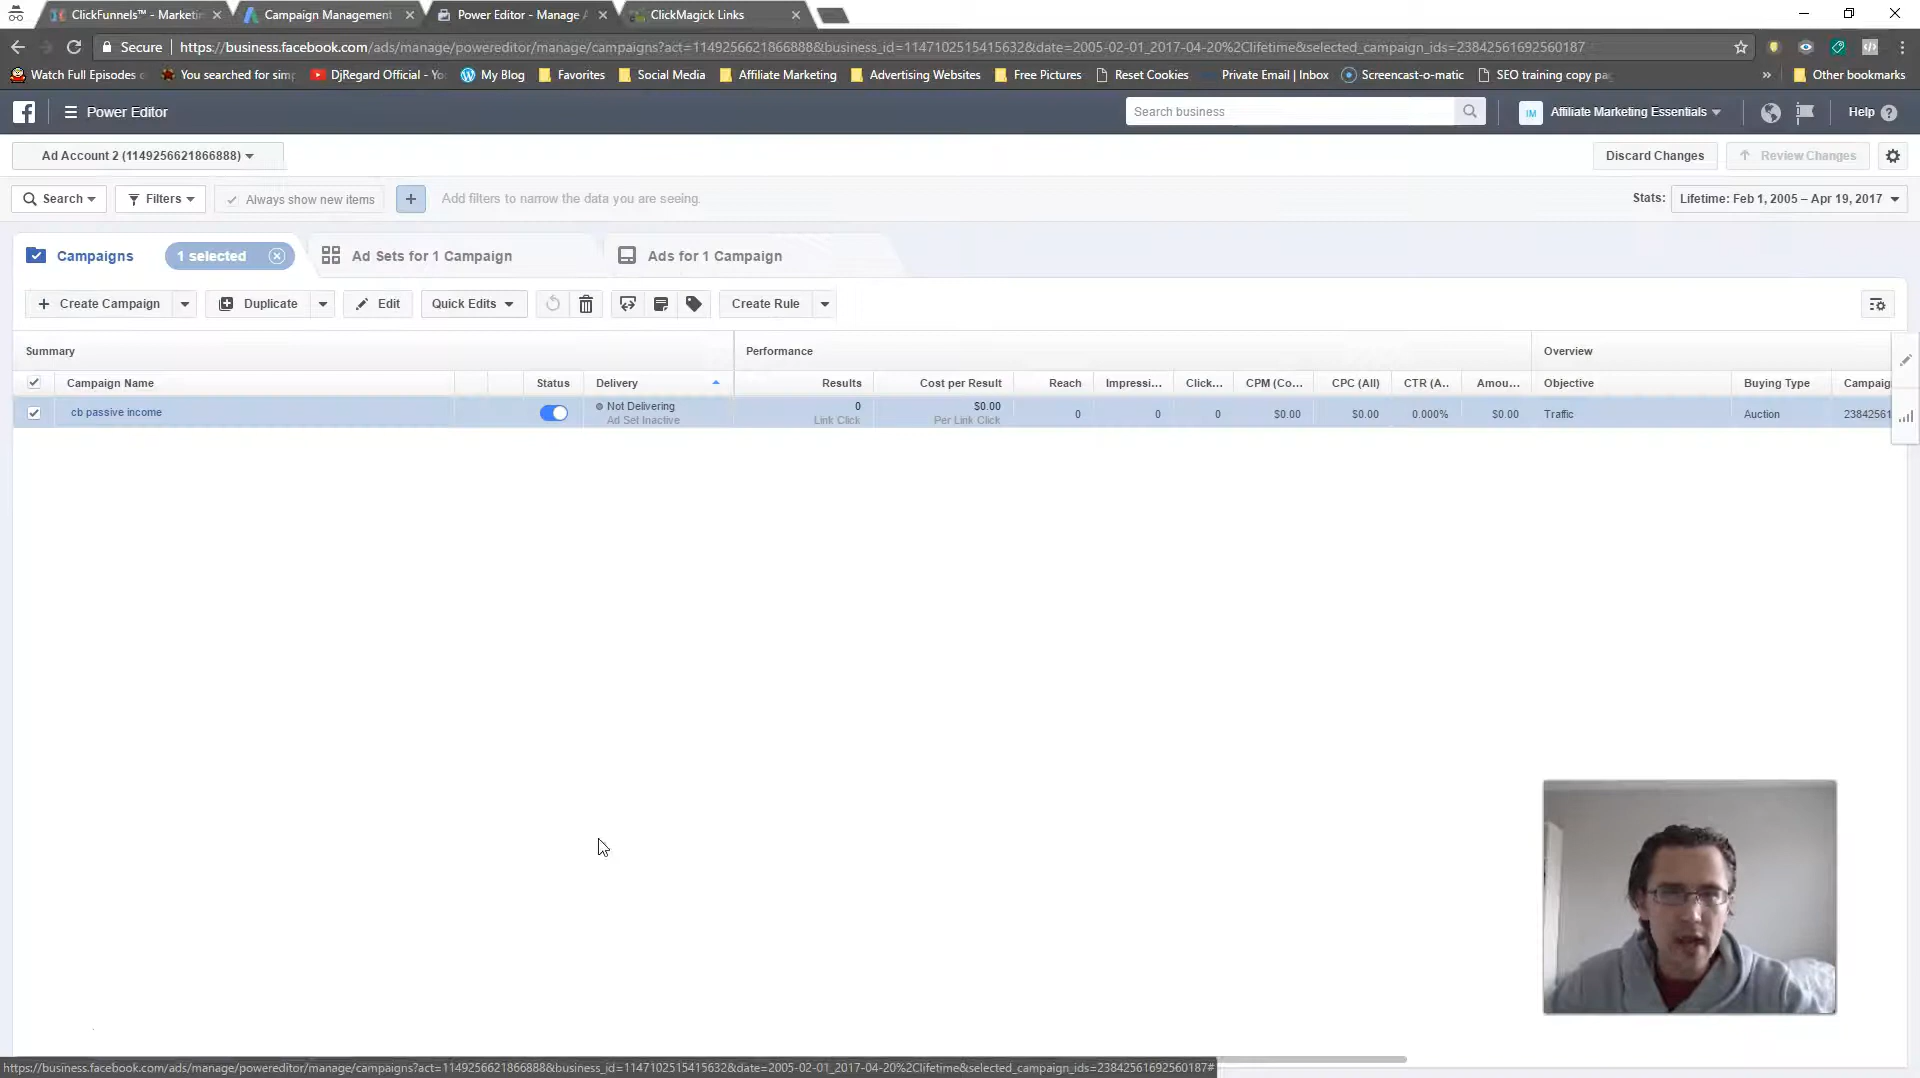 ClickFunnels™ - Marketi
Campaign Management
Power Editor - Manage A
ClickMagick Links
Secure
https://business.facebook.com/ads/manage/powereditor/manage/campaigns?act=1149256621866888&business_id=1147102515415632&date=2005-02-01_2017-04-20%2Clifetime&selected_campaign_ids=23842561692560187
Watch Full Episodes o
You searched for simp
DjRegard Official - Yo
My Blog
Favorites
Social Media
Affiliate Marketing
Advertising Websites
Free Pictures
Reset Cookies
Private Email | Inbox
Screencast-o-matic
SEO training copy pag
»
Other bookmarks
Power Editor
Search business
IM
Affiliate Marketing Essentials
Help
Ad Account 2 (1149256621866888)
Discard Changes
Review Changes
Search
Filters
Always show new items
+
Add filters to narrow the data you are seeing.
Stats:
Lifetime: Feb 1, 2005 – Apr 19, 2017
Campaigns
1 selected
Ad Sets for 1 Campaign
Ads for 1 Campaign
+ Create Campaign
Duplicate
Edit
Quick Edits
Create Rule
Summary
Performance
Overview
Campaign Name
Status
Delivery
Results
Cost per Result
Reach
Impressi...
Click...
CPM (Co...
CPC (All)
CTR (A..
Amou...
Objective
Buying Type
Campaig
cb passive income
Not Delivering
Ad Set Inactive
0
Link Click
$0.00
Per Link Click
0
0
0
$0.00
$0.00
0.000%
$0.00
Traffic
Auction
23842561
https://business.facebook.com/ads/manage/powereditor/manage/campaigns?act=1149256621866888&business_id=1147102515415632&date=2005-02-01_2017-04-20%2Clifetime&selected_campaign_ids=23842561692560187#